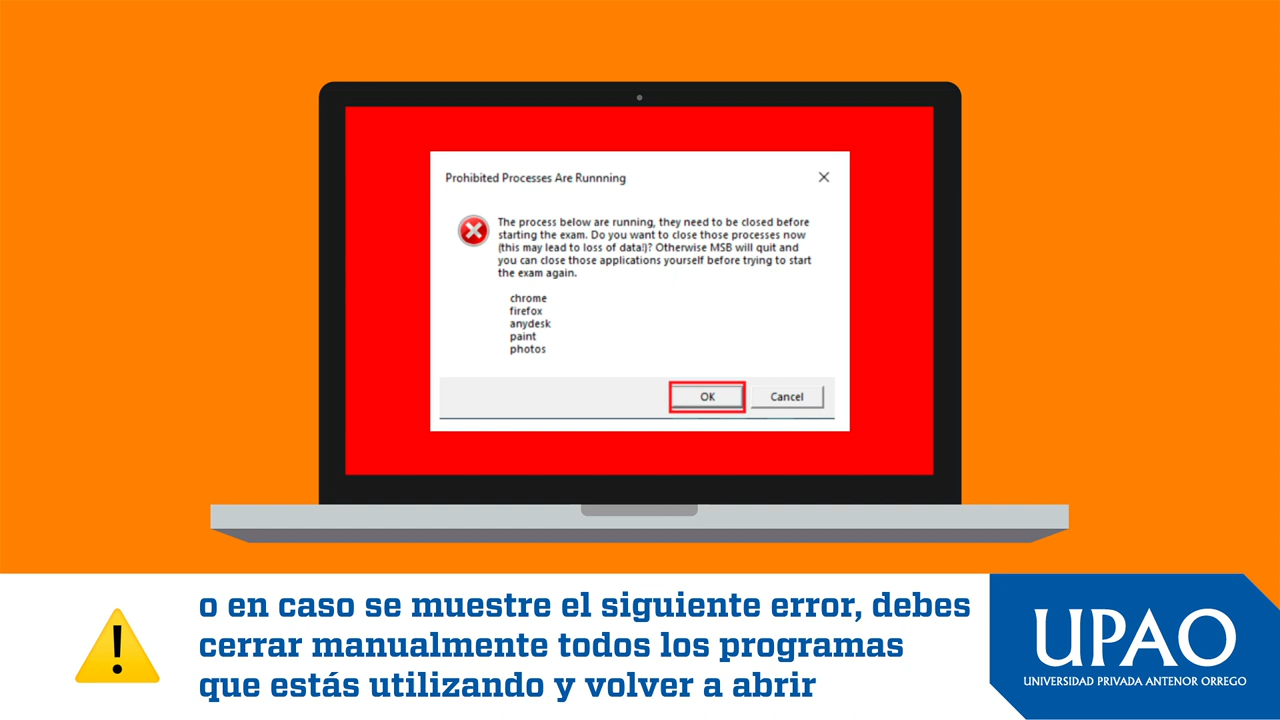 Prohibited Processes Are Runnning
The process below are running, they need to be closed before
starting the exam. Do you want to close those processes now
(this may lead to loss of data!)? Otherwise MSB will quit and
you can close those applications yourself before trying to start
the exam again.
chrome
firefox
anydesk
paint
photos
OK
Cancel
o en caso se muestre el siguiente error, debes
cerrar manualmente todos los programas
que estás utilizando y volver a abrir
UPAO
UNIVERSIDAD PRIVADA ANTENOR ORREGO